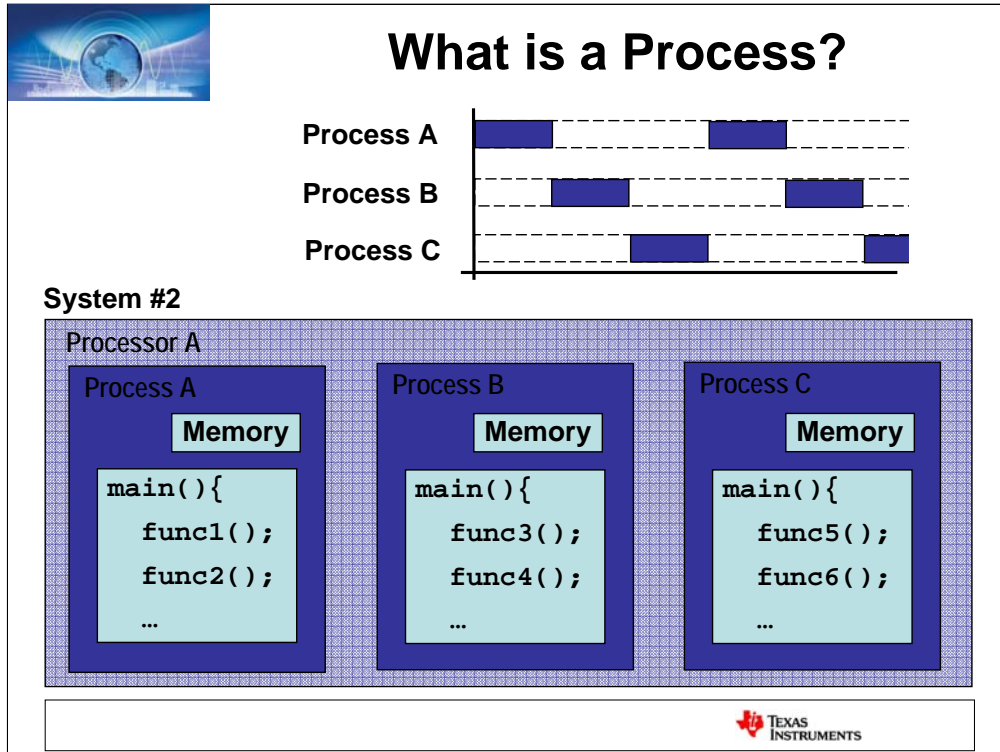 What is a Process?
Process A
Process B
Process C
System #2
Processor A
Process A
Memory
main(){
func1();
func2();
…
Process B
Memory
main(){
func3();
func4();
…
Process C
Memory
main(){
func5();
func6();
…
TEXAS
INSTRUMENTS